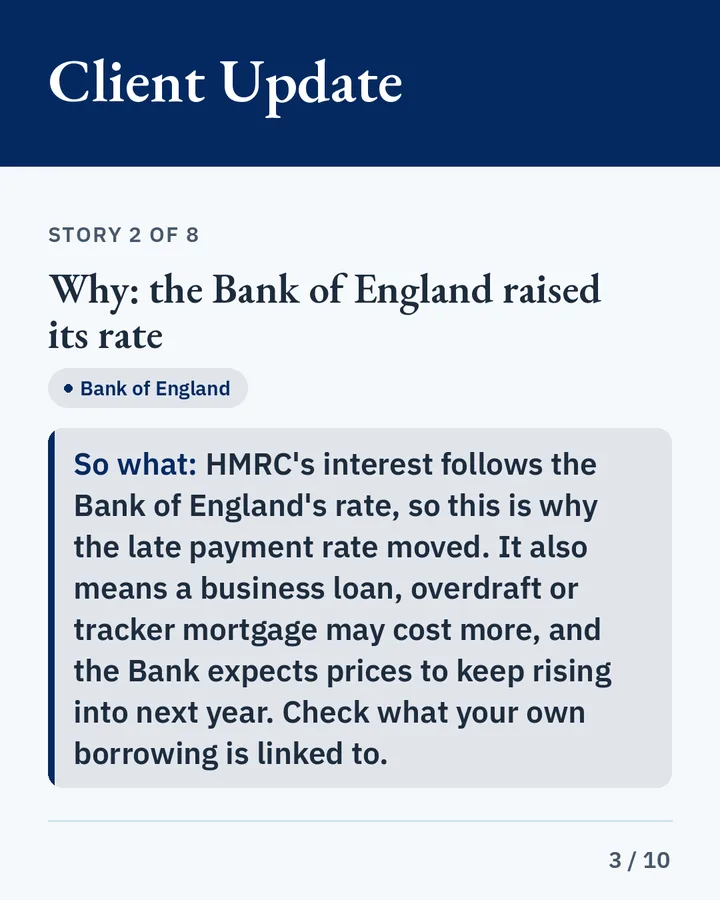 Client Update
STORY 2 OF 8
Why: the Bank of England raised
its rate
Bank of England
So what: HMRC's interest follows the
Bank of England's rate, so this is why
the late payment rate moved. It also
means a business loan, overdraft or
tracker mortgage may cost more, and
the Bank expects prices to keep rising
into next year. Check what your own
borrowing is linked to.
3 / 10